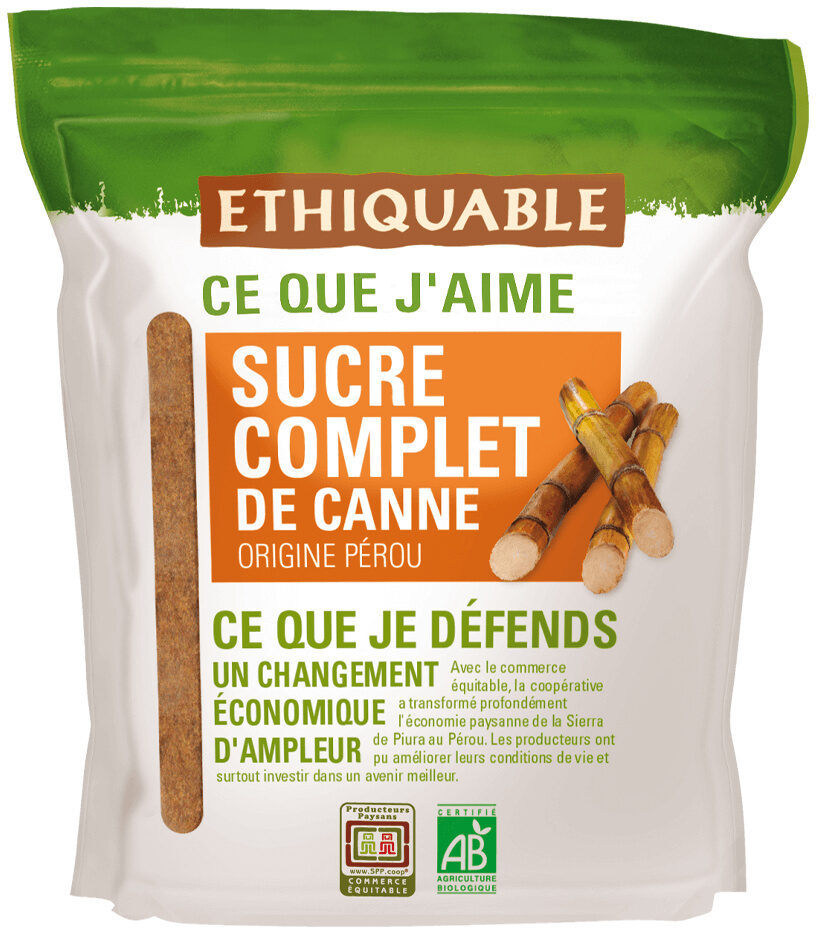 ETHIQUABLE
CE QUE J'AIME
SUCRE
COMPLET
DE CANNE
ORIGINE PÉROU
CE QUE JE DÉFENDS
UN CHANGEMENT
ÉCONOMIQUE
D'AMPLEUR
Avec le commerce
équitable, la coopérative
a transformé profondément
l'économie paysanne de la Sierra
de Piura au Pérou. Les producteurs ont
pu améliorer leurs conditions de vie et
surtout investir dans un avenir meilleur.
Producteurs
Paysans
www.SPP.coop®
COMMERCE
ÉQUITABLE
CERTIFIÉ
AB
AGRICULTURE
BIOLOGIQUE